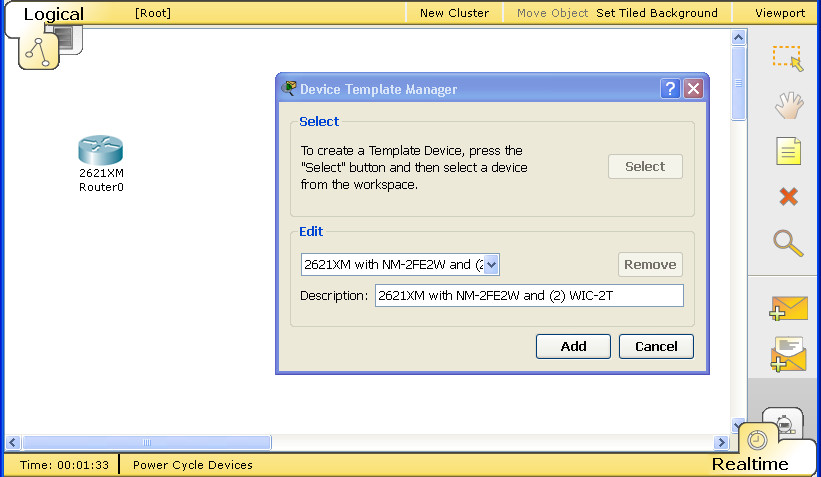 Logical
[Root]
New Cluster
Move Object
Set Tiled Background
Viewport
2621XM
Router0
Device Template Manager
Select
To create a Template Device, press the
"Select" button and then select a device
from the workspace.
Select
Edit
2621XM with NM-2FE2W and (2
Remove
Description:
2621XM with NM-2FE2W and (2) WIC-2T
Add
Cancel
Time: 00:01:33
Power Cycle Devices
Realtime